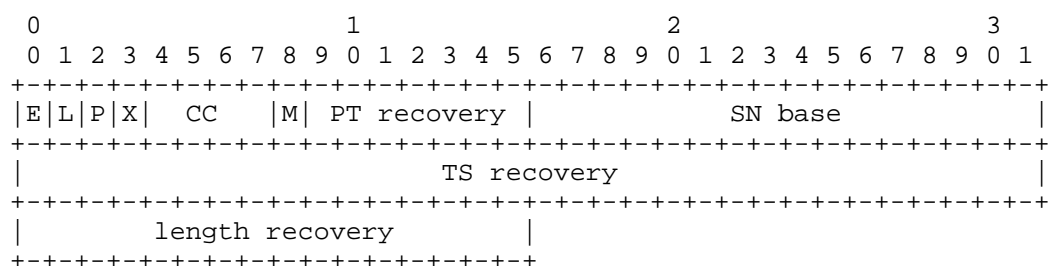 0                   1                   2                   3
 0 1 2 3 4 5 6 7 8 9 0 1 2 3 4 5 6 7 8 9 0 1 2 3 4 5 6 7 8 9 0 1
+-+-+-+-+-+-+-+-+-+-+-+-+-+-+-+-+-+-+-+-+-+-+-+-+-+-+-+-+-+-+-+-+
|E|L|P|X|  CC   |M| PT recovery |            SN base            |
+-+-+-+-+-+-+-+-+-+-+-+-+-+-+-+-+-+-+-+-+-+-+-+-+-+-+-+-+-+-+-+-+
|                          TS recovery                          |
+-+-+-+-+-+-+-+-+-+-+-+-+-+-+-+-+-+-+-+-+-+-+-+-+-+-+-+-+-+-+-+-+
|        length recovery        |
+-+-+-+-+-+-+-+-+-+-+-+-+-+-+-+-+